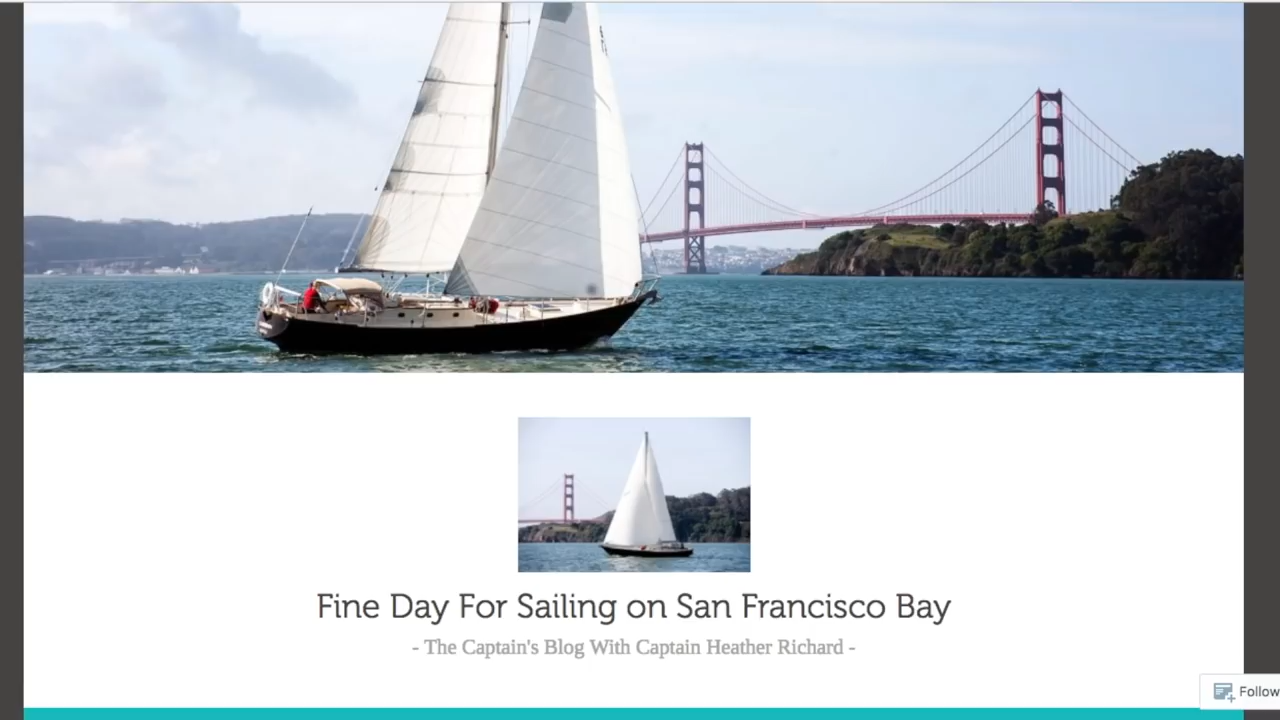 Fine Day For Sailing on San Francisco Bay
- The Captain's Blog With Captain Heather Richard -
Follow